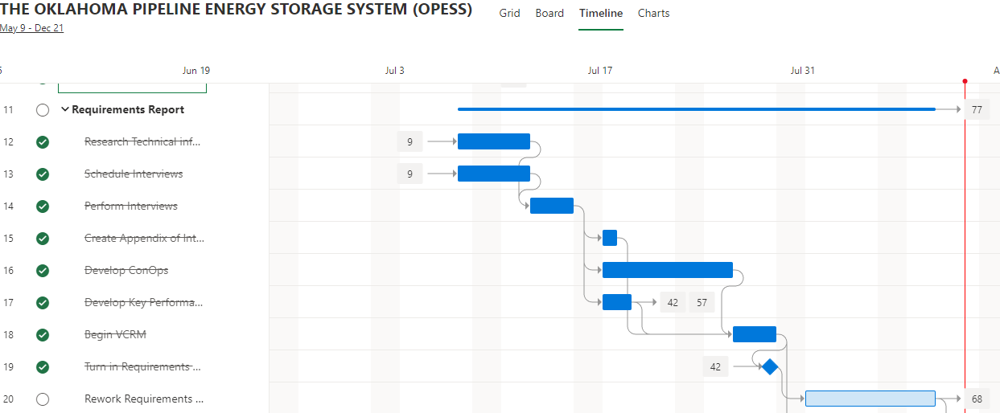 THE OKLAHOMA PIPELINE ENERGY STORAGE SYSTEM (OPESS)
Grid Board Timeline Charts
May 9 - Dec 21
Jun 19 Jul 3 Jul 17 Jul 31 A
11 Requirements Report 77
12 Research Technical inf... 9
13 Schedule Interviews 9
14 Perform Interviews
15 Create Appendix of Int...
16 Develop ConOps
17 Develop Key Performa... 42 57
18 Begin VCRM
19 Turn in Requirements ... 42
20 Rework Requirements ... 68